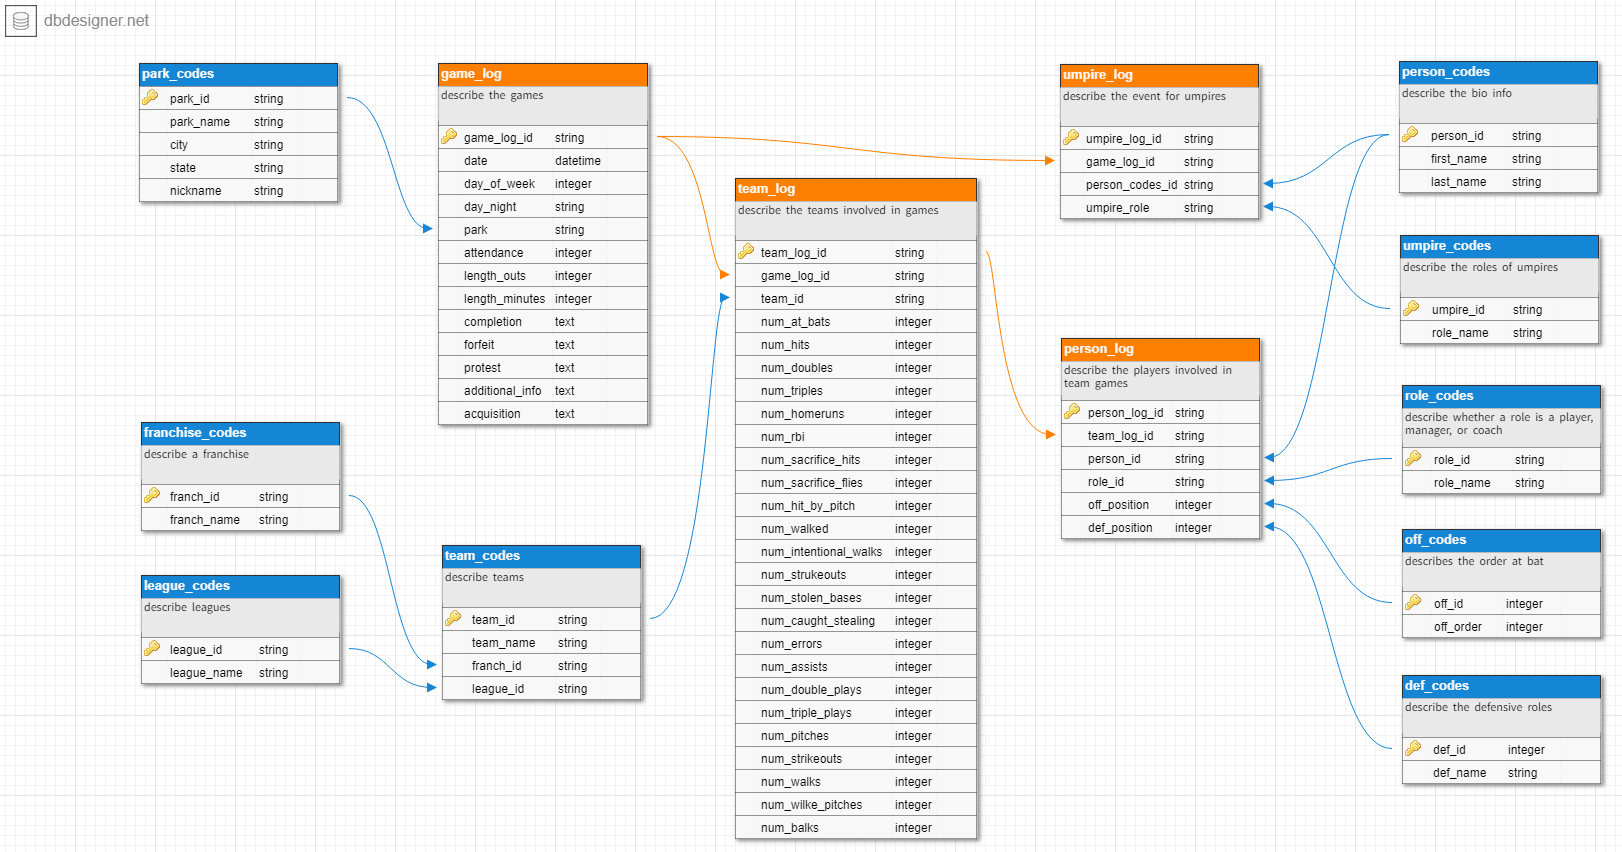 dbdesigner.net
park_codes
park_id string
park_name string
city string
state string
nickname string
game_log
describe the games
game_log_id string
date datetime
day_of_week integer
day_night string
park string
attendance integer
length_outs integer
length_minutes integer
completion text
forfeit text
protest text
additional_info text
acquisition text
franchise_codes
describe a franchise
franch_id string
franch_name string
league_codes
describe leagues
league_id string
league_name string
team_codes
describe teams
team_id string
team_name string
franch_id string
league_id string
team_log
describe the teams involved in games
team_log_id string
game_log_id string
team_id string
num_at_bats integer
num_hits integer
num_doubles integer
num_triples integer
num_homeruns integer
num_rbi integer
num_sacrifice_hits integer
num_sacrifice_flies integer
num_hit_by_pitch integer
num_walked integer
num_intentional_walks integer
num_strukeouts integer
num_stolen_bases integer
num_caught_stealing integer
num_errors integer
num_assists integer
num_double_plays integer
num_triple_plays integer
num_pitches integer
num_strikeouts integer
num_walks integer
num_wilke_pitches integer
num_balks integer
umpire_log
describe the event for umpires
umpire_log_id string
game_log_id string
person_codes_id string
umpire_role string
person_log
describe the players involved in
team games
person_log_id string
team_log_id string
person_id string
role_id string
off_position integer
def_position integer
person_codes
describe the bio info
person_id string
first_name string
last_name string
umpire_codes
describe the roles of umpires
umpire_id string
role_name string
role_codes
describe whether a role is a player,
manager, or coach
role_id string
role_name string
off_codes
describes the order at bat
off_id integer
off_order integer
def_codes
describe the defensive roles
def_id integer
def_name string